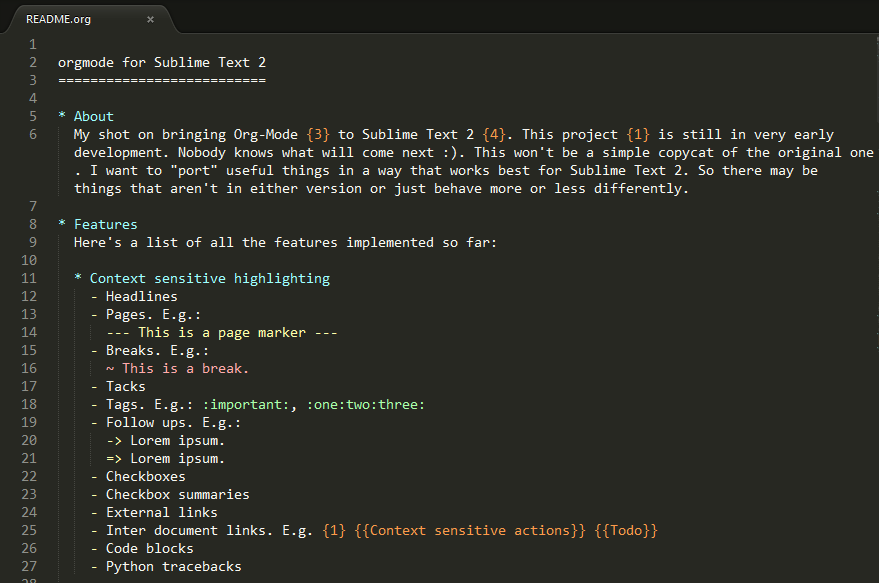 README.org ×
1
2 orgmode for Sublime Text 2
3 ==========================
4
5 * About
6 My shot on bringing Org-Mode {3} to Sublime Text 2 {4}. This project {1} is still in very early
development. Nobody knows what will come next :). This won't be a simple copycat of the original one
. I want to "port" useful things in a way that works best for Sublime Text 2. So there may be
things that aren't in either version or just behave more or less differently.
7
8 * Features
9 Here's a list of all the features implemented so far:
10
11 * Context sensitive highlighting
12 - Headlines
13 - Pages. E.g.:
14 --- This is a page marker ---
15 - Breaks. E.g.:
16 ~ This is a break.
17 - Tacks
18 - Tags. E.g.: :important:, :one:two:three:
19 - Follow ups. E.g.:
20 -> Lorem ipsum.
21 => Lorem ipsum.
22 - Checkboxes
23 - Checkbox summaries
24 - External links
25 - Inter document links. E.g. {1} {{Context sensitive actions}} {{Todo}}
26 - Code blocks
27 - Python tracebacks
28